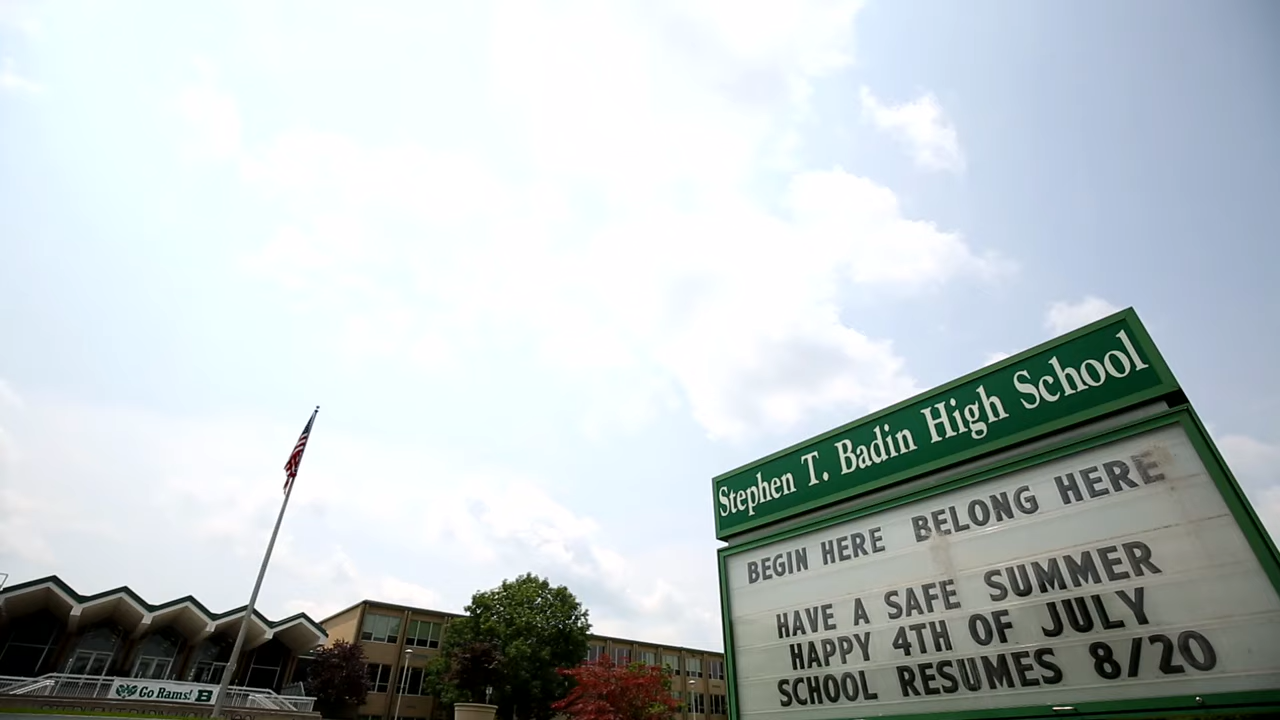 Stephen T. Badin High School
BEGIN HERE BELONG HERE
HAVE A SAFE SUMMER
HAPPY 4TH OF JULY
SCHOOL RESUMES 8/20
Go Rams! B